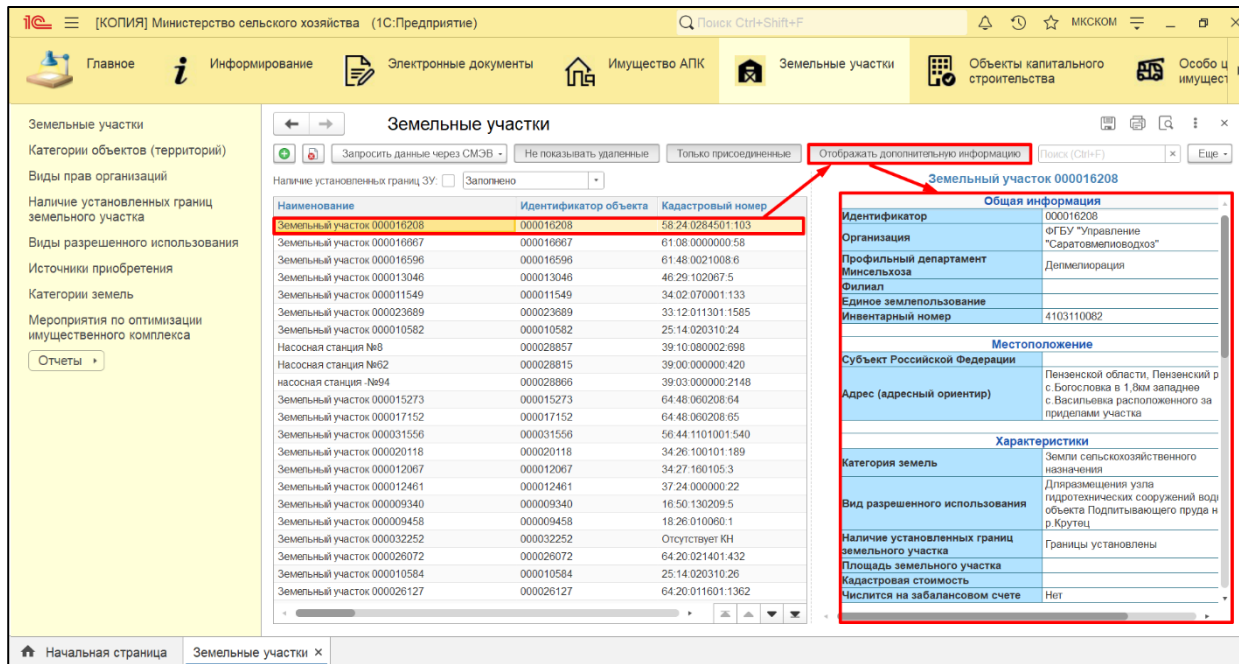 [КОПИЯ] Министерство сельского хозяйства (1С:Предприятие)
Поиск Ctrl+Shift+F
МКСКОМ
Главное
Информирование
Электронные документы
Имущество АПК
Земельные участки
Объекты капитального
строительства
Особо ц
имущест
Земельные участки
Категории объектов (территорий)
Виды прав организаций
Наличие установленных границ
земельного участка
Виды разрешенного использования
Источники приобретения
Категории земель
Мероприятия по оптимизации
имущественного комплекса
Отчеты
Земельные участки
Запросить данные через СМЭВ
Не показывать удаленные
Только присоединенные
Отображать дополнительную информацию
Поиск (Ctrl+F)
Еще
Наличие установленных границ ЗУ: Заполнено
Наименование Идентификатор объекта Кадастровый номер
Земельный участок 000016208 000016208 58:24:0284501:103
Земельный участок 000016667 000016667 61:08:0000000:58
Земельный участок 000016596 000016596 61:48:0021008:6
Земельный участок 000013046 000013046 46:29:102067:5
Земельный участок 000011549 000011549 34:02:070001:133
Земельный участок 000023689 000023689 33:12:011301:1585
Земельный участок 000010582 000010582 25:14:020310:24
Насосная станция №8 000028857 39:10:080002:698
Насосная станция №62 000028815 39:00:000000:420
насосная станция -№94 000028866 39:03:000000:2148
Земельный участок 000015273 000015273 64:48:060208:64
Земельный участок 000017152 000017152 64:48:060208:65
Земельный участок 000031556 000031556 56:44:1101001:540
Земельный участок 000020118 000020118 34:26:100101:189
Земельный участок 000012067 000012067 34:27:160105:3
Земельный участок 000012461 000012461 37:24:000000:22
Земельный участок 000009340 000009340 16:50:130209:5
Земельный участок 000009458 000009458 18:26:010060:1
Земельный участок 000032252 000032252 Отсутствует КН
Земельный участок 000026072 000026072 64:20:021401:432
Земельный участок 000010584 000010584 25:14:020310:26
Земельный участок 000026127 000026127 64:20:011601:1362
Земельный участок 000016208
Общая информация
Идентификатор 000016208
Организация ФГБУ "Управление
"Саратовмелиоводхоз"
Профильный департамент
Минсельхоза Депмелиорация
Филиал
Единое землепользование
Инвентарный номер 4103110082
Местоположение
Субъект Российской Федерации
Адрес (адресный ориентир) Пензенской области, Пензенский р
с.Богословка в 1,8км западнее
с.Васильевка расположенного за
приделами участка
Характеристики
Категория земель Земли сельскохозяйственного
назначения
Вид разрешенного использования Дляразмещения узла
гидротехнических сооружений вод
объекта Подпитывающего пруда н
р.Крутец
Наличие установленных границ
земельного участка Границы установлены
Площадь земельного участка
Кадастровая стоимость
Числится на забалансовом счете Нет
Начальная страница
Земельные участки ×